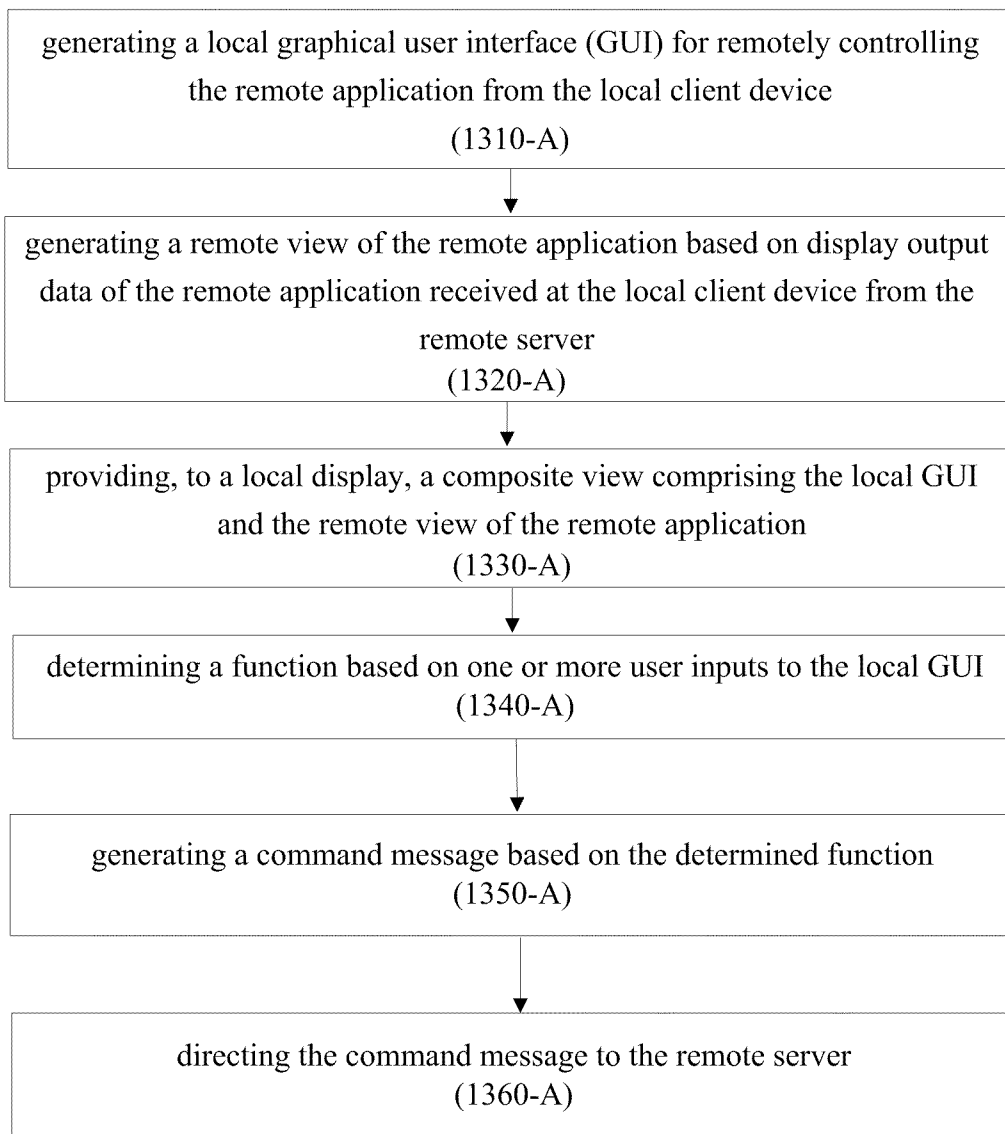 generating a local graphical user interface (GUI) for remotely controlling
the remote application from the local client device
(1310-A)
generating a remote view of the remote application based on display output
data of the remote application received at the local client device from the
remote server
(1320-A)
providing, to a local display, a composite view comprising the local GUI
and the remote view of the remote application
(1330-A)
determining a function based on one or more user inputs to the local GUI
(1340-A)
generating a command message based on the determined function
(1350-A)
directing the command message to the remote server
(1360-A)